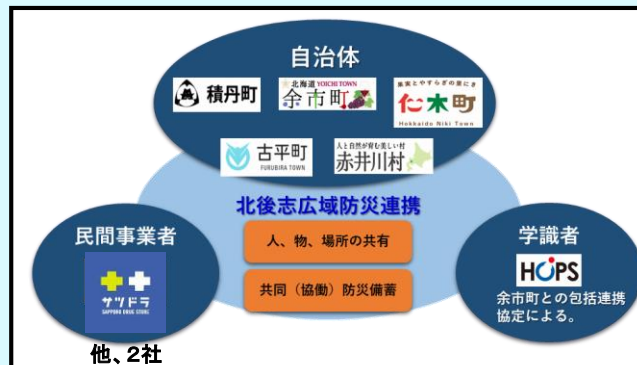 自治体
積丹町
北海道 YOICHI TOWN
余市町
果実とやすらぎの里にき
仁木町
Hokkaido Niki Town
古平町
FURUBIRA TOWN
人と自然が育む美しい村
赤井川村
北後志広域防災連携
人、物、場所の共有
共同（協働）防災備蓄
民間事業者
サツドラ
SAPPORO DRUG STORE
他、2社
学識者
HOPS
余市町との包括連携
協定による。